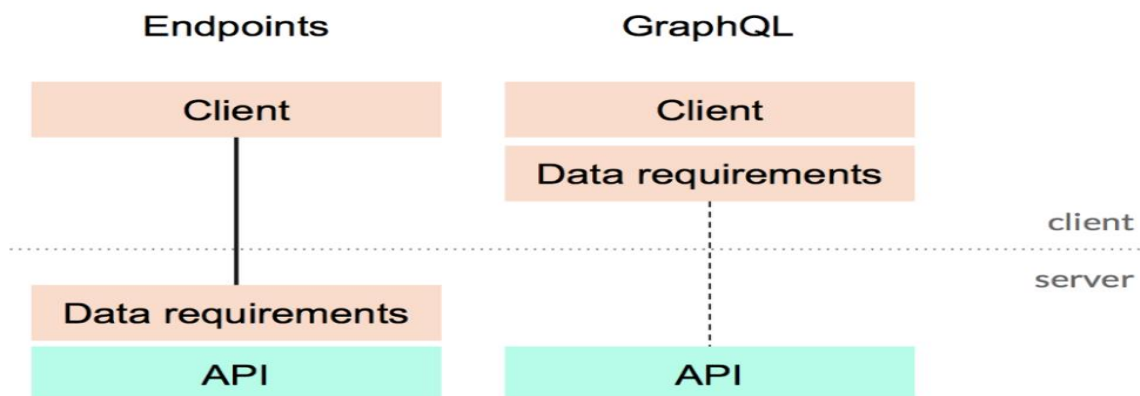 Endpoints
GraphQL
Client
Client
Data requirements
client
server
Data requirements
API
API